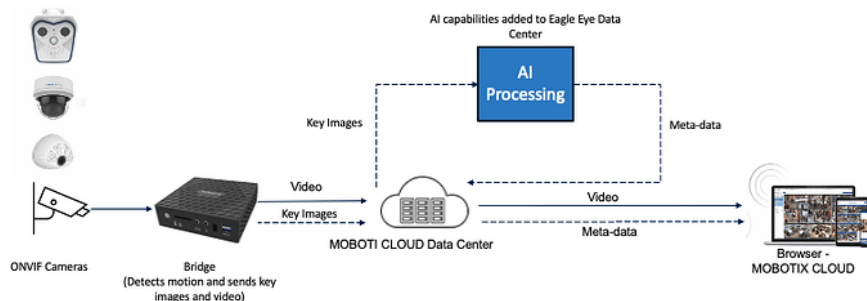 AI capabilities added to Eagle Eye Data
Center
AI
Processing
Key Images
Meta-data
Video
Key Images
Video
Meta-data
MOBOTI CLOUD Data Center
ONVIF Cameras
Bridge
(Detects motion and sends key
images and video)
Browser -
MOBOTIX CLOUD